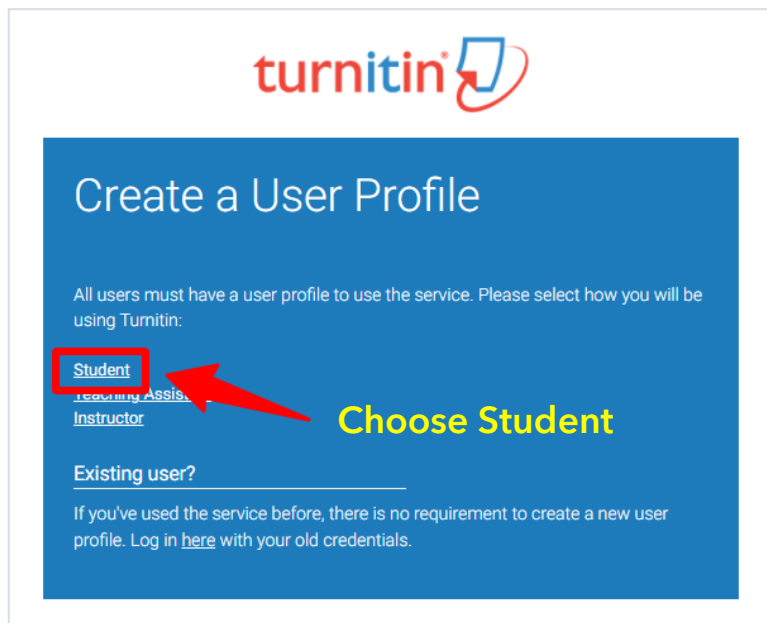 turnitin
Create a User Profile
All users must have a user profile to use the service. Please select how you will be
using Turnitin:
Student
Teaching
Instructor
Choose Student
Existing user?
If you've used the service before, there is no requirement to create a new user
profile. Log in here with your old credentials.